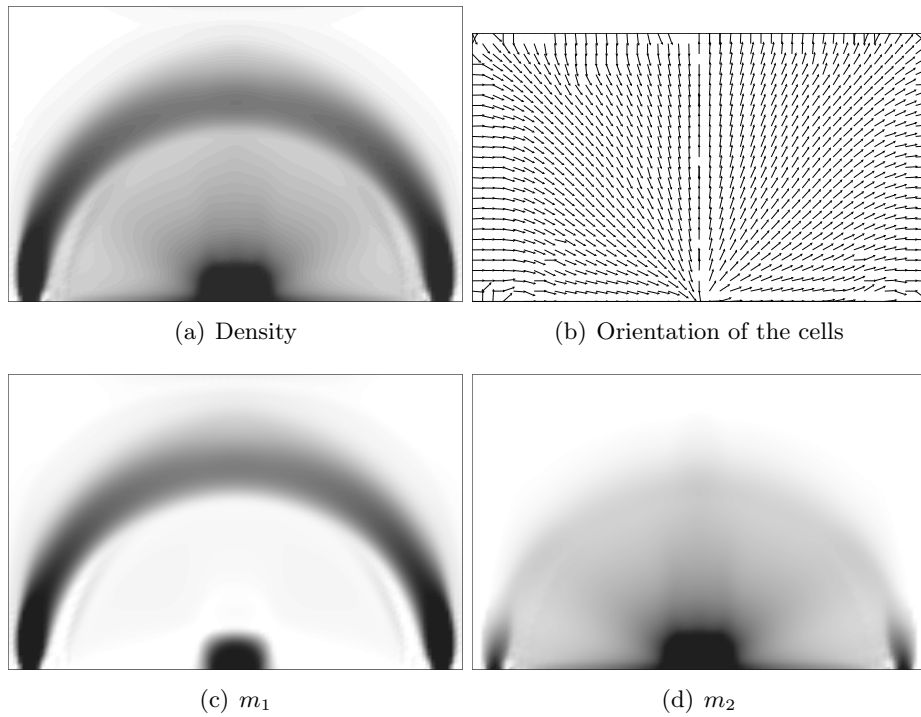 (a) Density
(b) Orientation of the cells
(c) m₁
(d) m₂